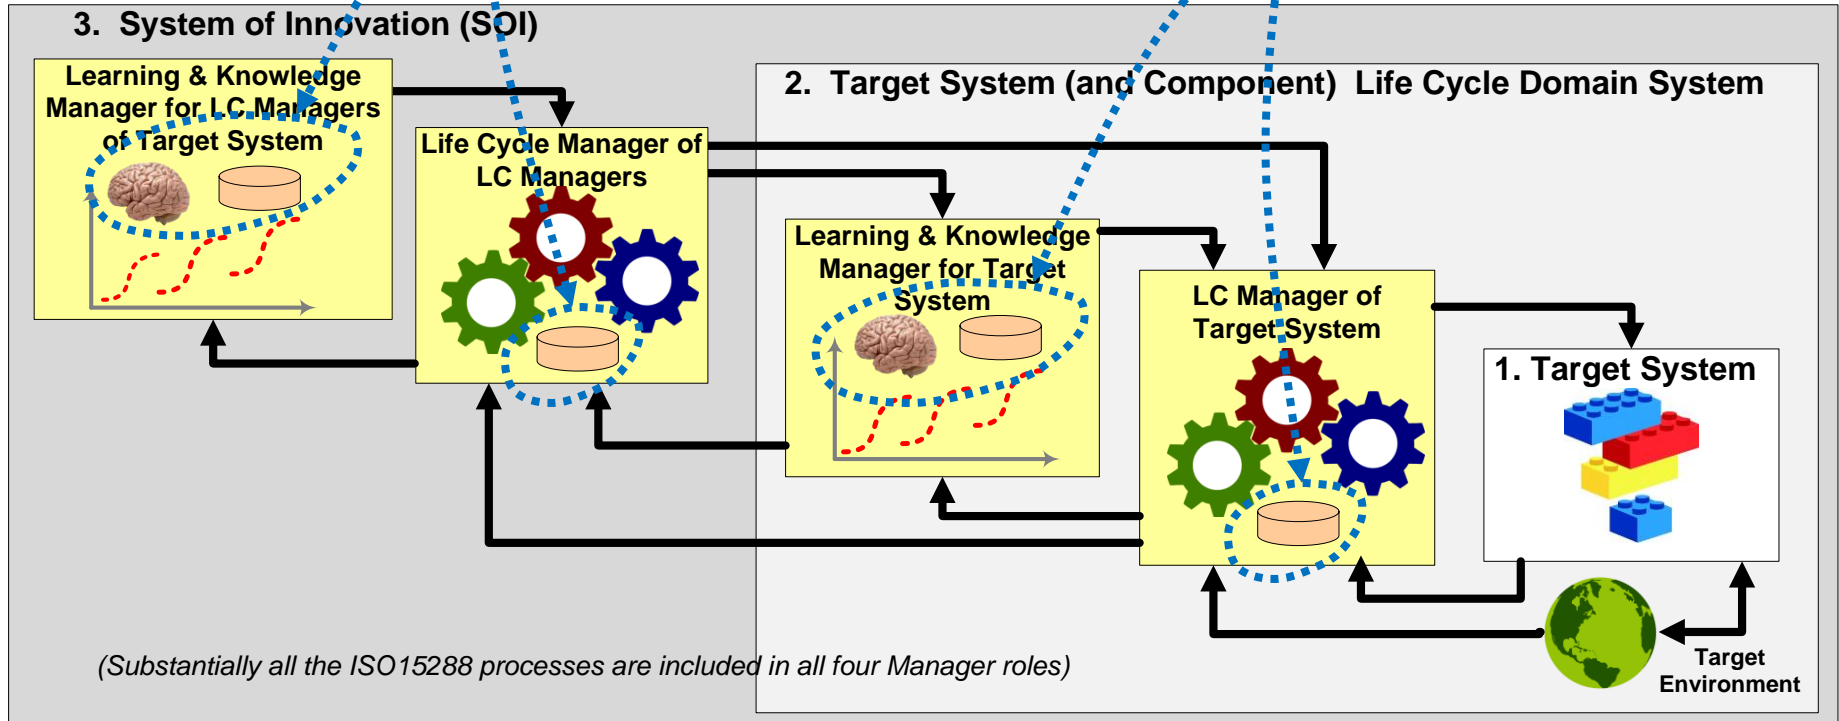 3.  System of Innovation (SOI)
Learning & Knowledge
Manager for LC Managers
of Target System
Life Cycle Manager of
LC Managers
2.  Target System (and Component)  Life Cycle Domain System
Learning & Knowledge
Manager for Target
System
LC Manager of
Target System
1. Target System
Target
Environment
(Substantially all the ISO15288 processes are included in all four Manager roles)